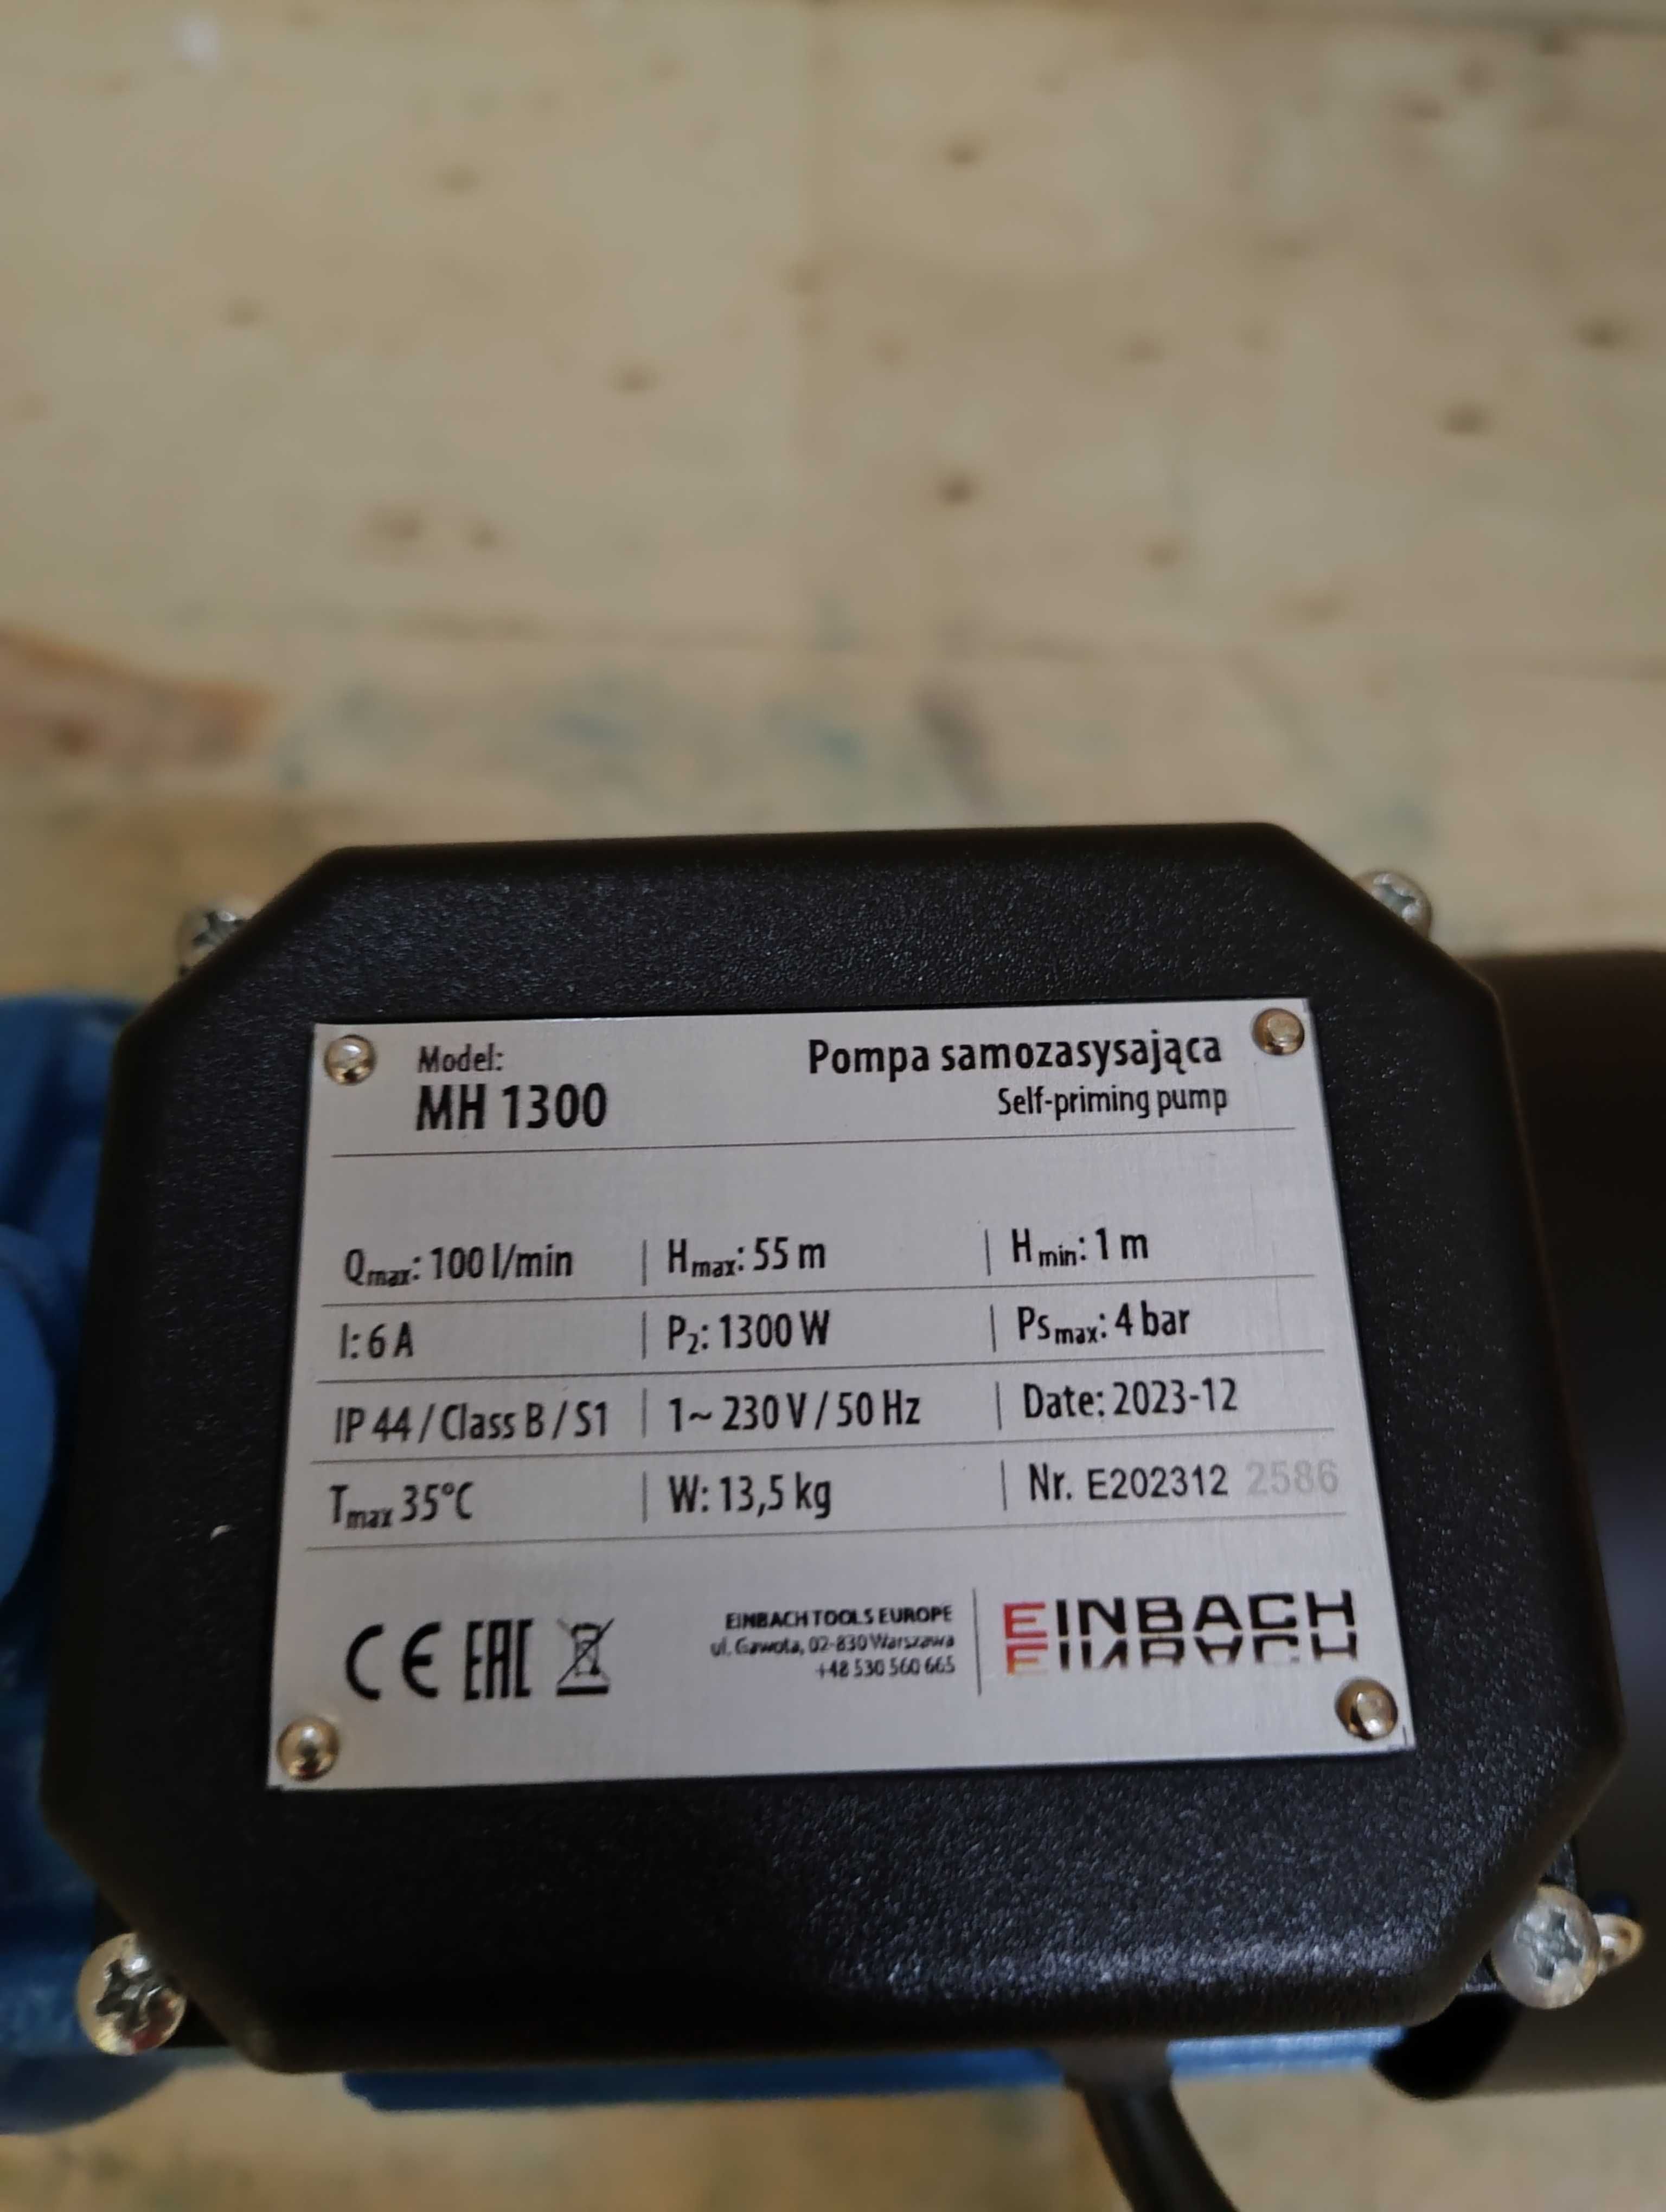 Model:
MH 1300
Pompa samozasysająca
Self-priming pump
Qmax: 100 l/min | Hmax: 55 m | Hmin: 1 m
I: 6 A | P2: 1300 W | Psmax: 4 bar
IP 44 / Class B / S1 | 1~ 230 V / 50 Hz | Date: 2023-12
Tmax 35°C | W: 13,5 kg | Nr. E202312 2586
CE EAC
EINBACH TOOLS EUROPE
ul. Gawota, 02-830 Warszawa
+48 530 560 665
EINBACH